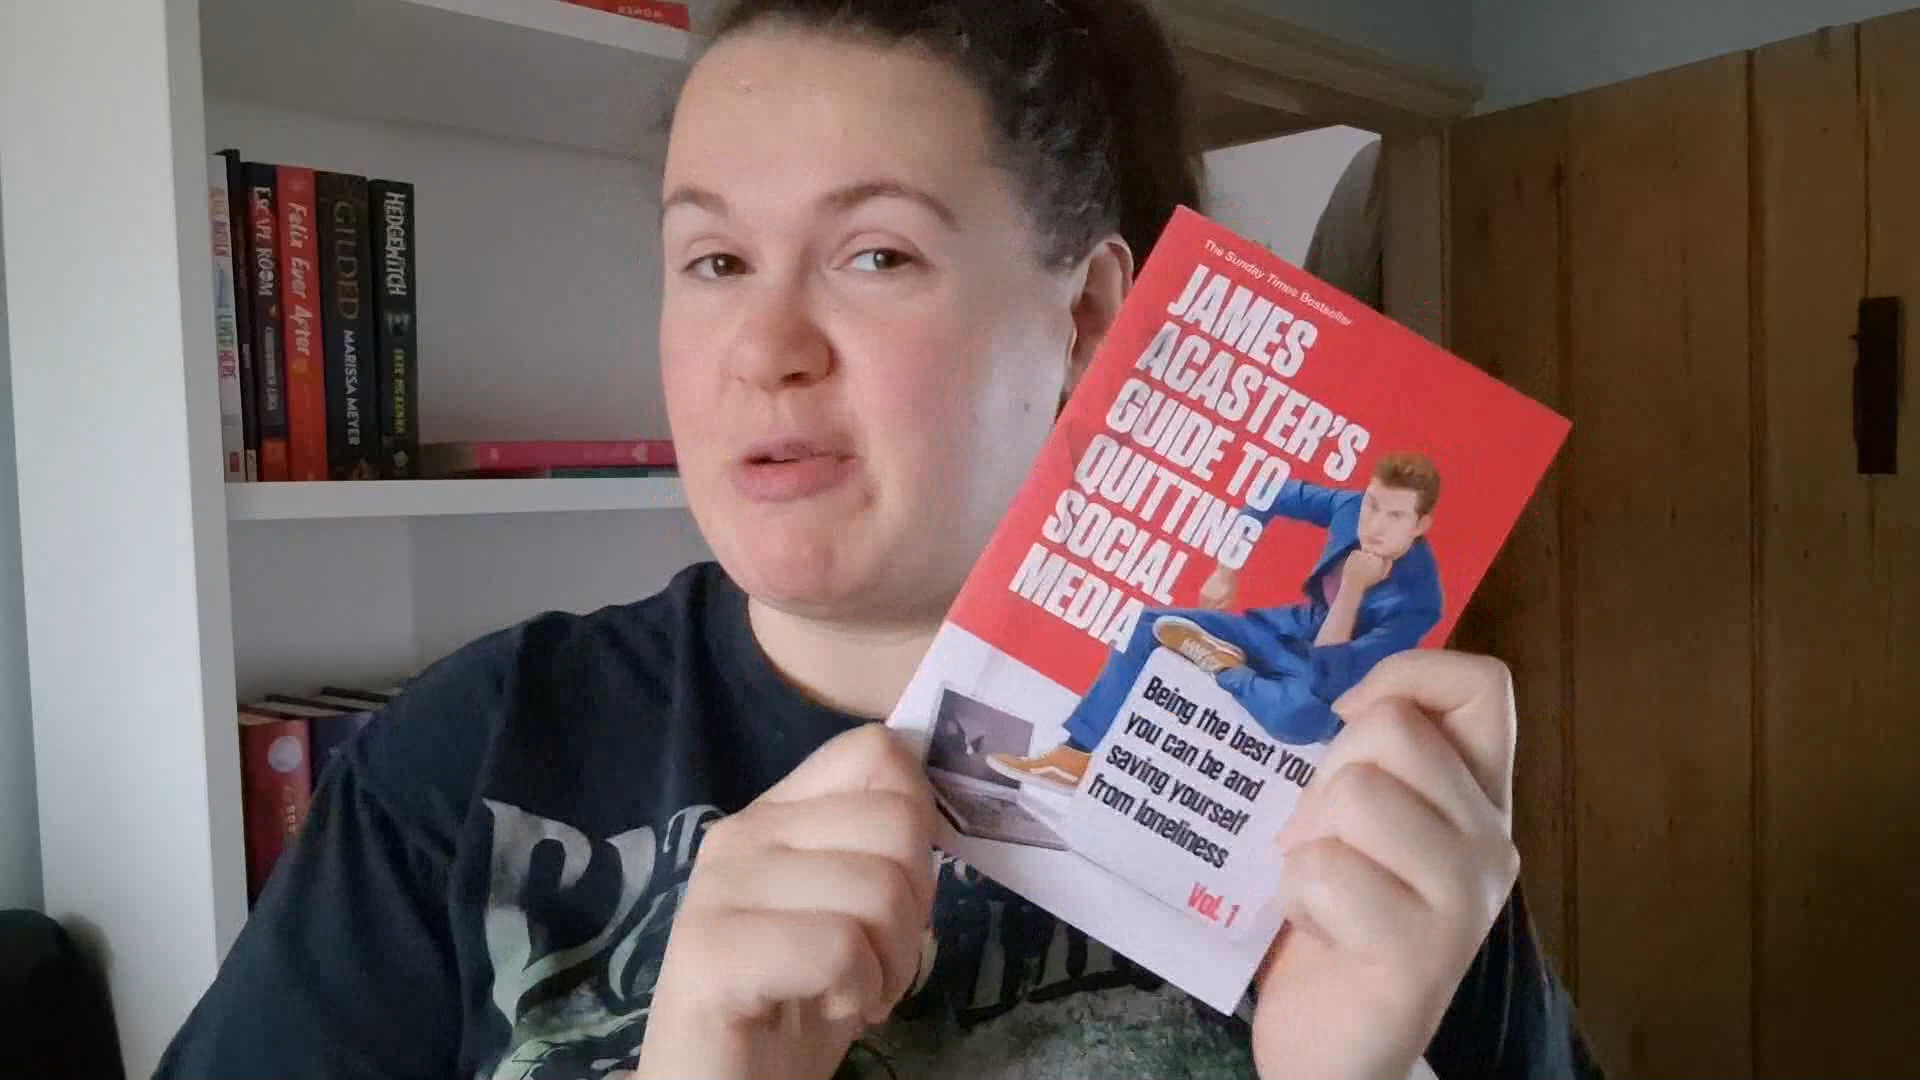 ESCAPE ROOM
Felix Ever After
GILDED MARISSA MEYER
HEDGEWITCH
The Sunday Times Bestseller
JAMES
ACASTER'S
GUIDE TO
QUITTING
SOCIAL
MEDIA
Being the best YOU
you can be and
saving yourself
from loneliness
Vol. 1